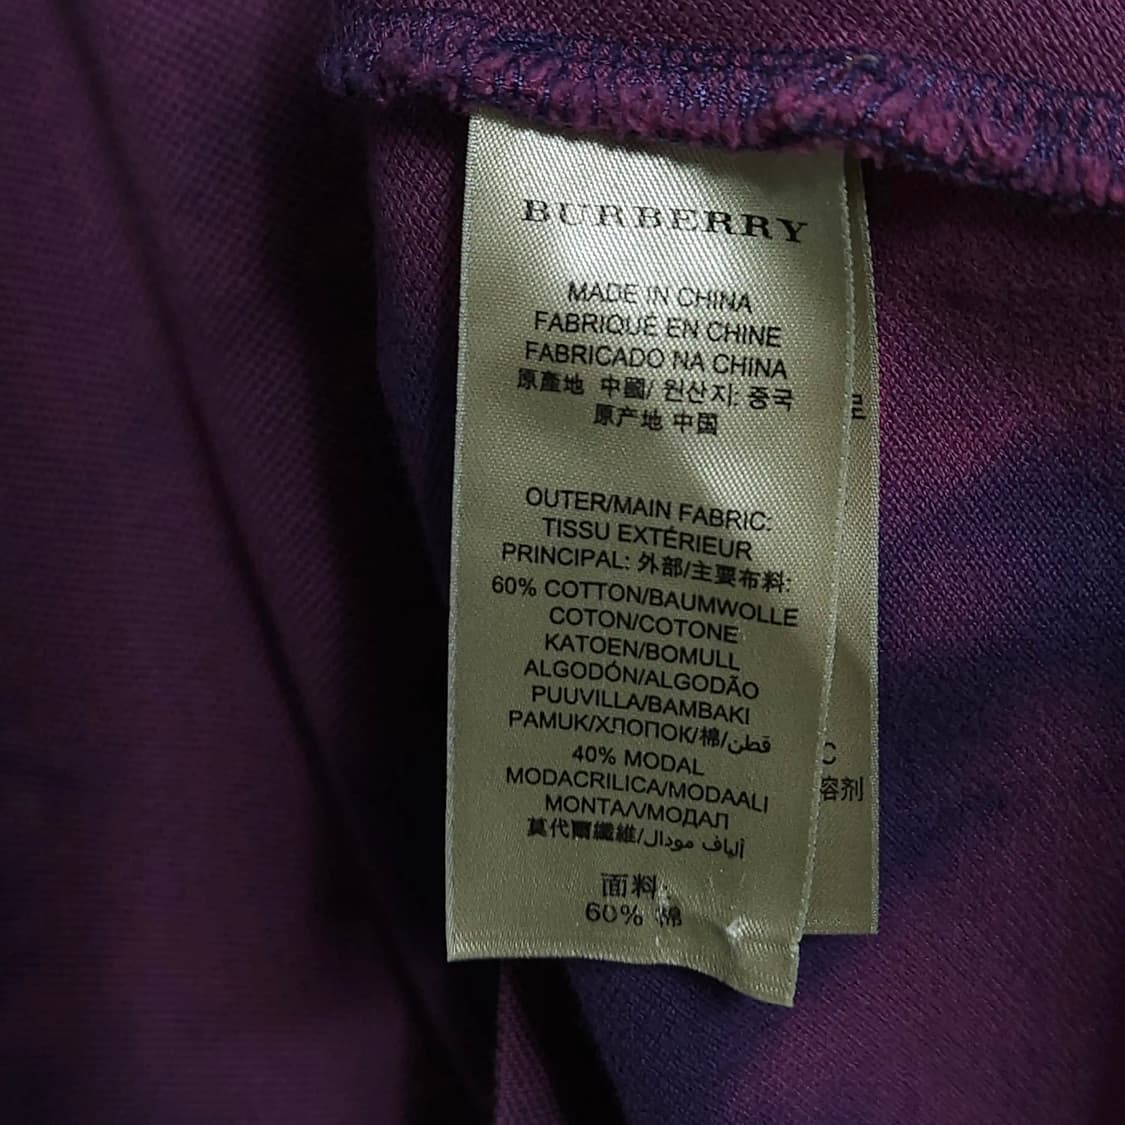 BURBERRY
MADE IN CHINA
FABRIQUÉ EN CHINE
FABRICADO NA CHINA
原產地 中國/ 원산지: 중국
原产地 中国
OUTER/MAIN FABRIC:
TISSU EXTÉRIEUR
PRINCIPAL: 外部/主要布料:
60% COTTON/BAUMWOLLE
COTON/COTONE
KATOEN/BOMULL
ALGODÓN/ALGODÃO
PUUVILLA/BAMBAKI
PAMUK/ХЛОПОК/棉/قطن
40% MODAL
MODACRILICA/MODAALI
MONTAΛ/МОДАЛ
莫代爾纖維/ألياف مودال
面料:
60% 棉
C
溶剂